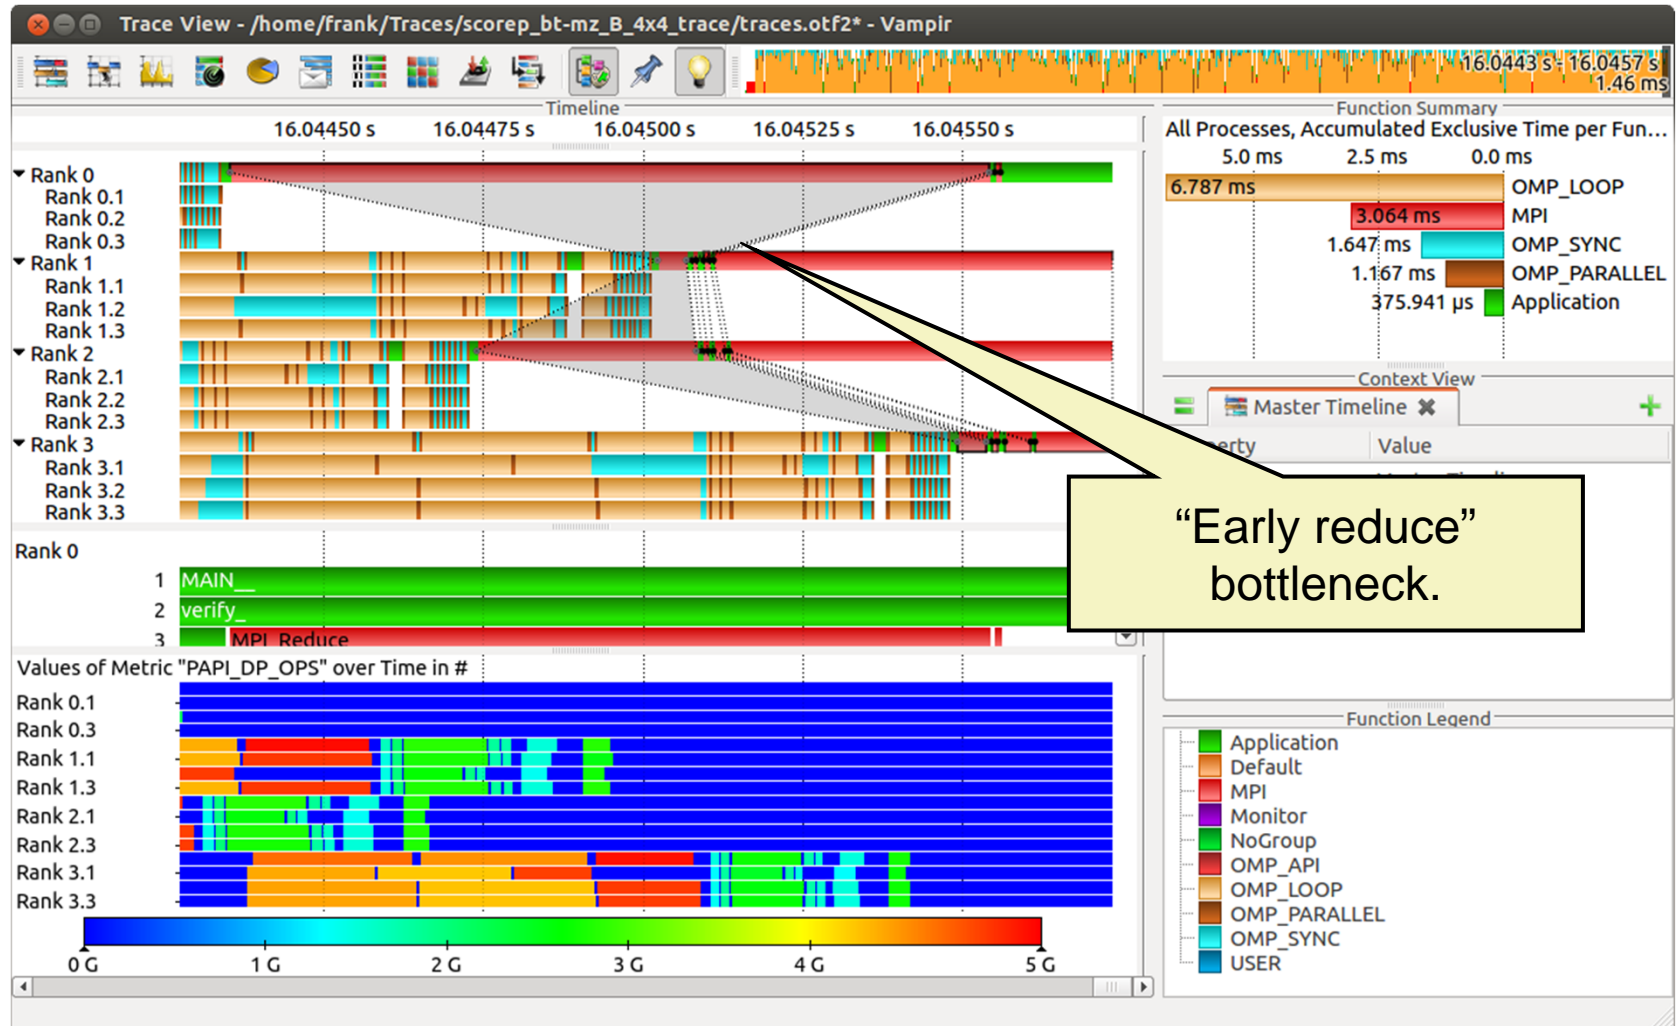 Trace View - /home/frank/Traces/scorep_bt-mz_B_4x4_trace/traces.otf2* - Vampir
16.0443 s - 16.0457 s
1.46 ms
Timeline
16.04450 s 16.04475 s 16.04500 s 16.04525 s 16.04550 s
Rank 0
Rank 0.1
Rank 0.2
Rank 0.3
Rank 1
Rank 1.1
Rank 1.2
Rank 1.3
Rank 2
Rank 2.1
Rank 2.2
Rank 2.3
Rank 3
Rank 3.1
Rank 3.2
Rank 3.3
Rank 0
1 MAIN__
2 verify_
3 MPI_Reduce
Values of Metric "PAPI_DP_OPS" over Time in #
Rank 0.1
Rank 0.3
Rank 1.1
Rank 1.3
Rank 2.1
Rank 2.3
Rank 3.1
Rank 3.3
0 G 1 G 2 G 3 G 4 G 5 G
Function Summary
All Processes, Accumulated Exclusive Time per Fun...
5.0 ms 2.5 ms 0.0 ms
6.787 ms OMP_LOOP
3.064 ms MPI
1.647 ms OMP_SYNC
1.167 ms OMP_PARALLEL
375.941 µs Application
Context View
Master Timeline
Value
“Early reduce”
bottleneck.
Function Legend
Application
Default
MPI
Monitor
NoGroup
OMP_API
OMP_LOOP
OMP_PARALLEL
OMP_SYNC
USER